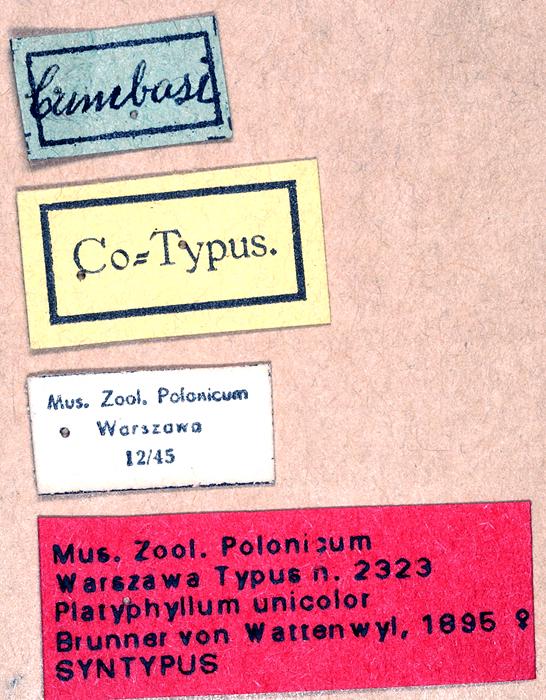 Cumbase
Co=Typus.
Mus. Zool. Polonicum
Warszawa
12/45
Mus. Zool. Polonicum
Warszawa Typus n. 2323
Platyphyllum unicolor
Brunner von Wattenwyl, 1895 ♀
SYNTYPUS